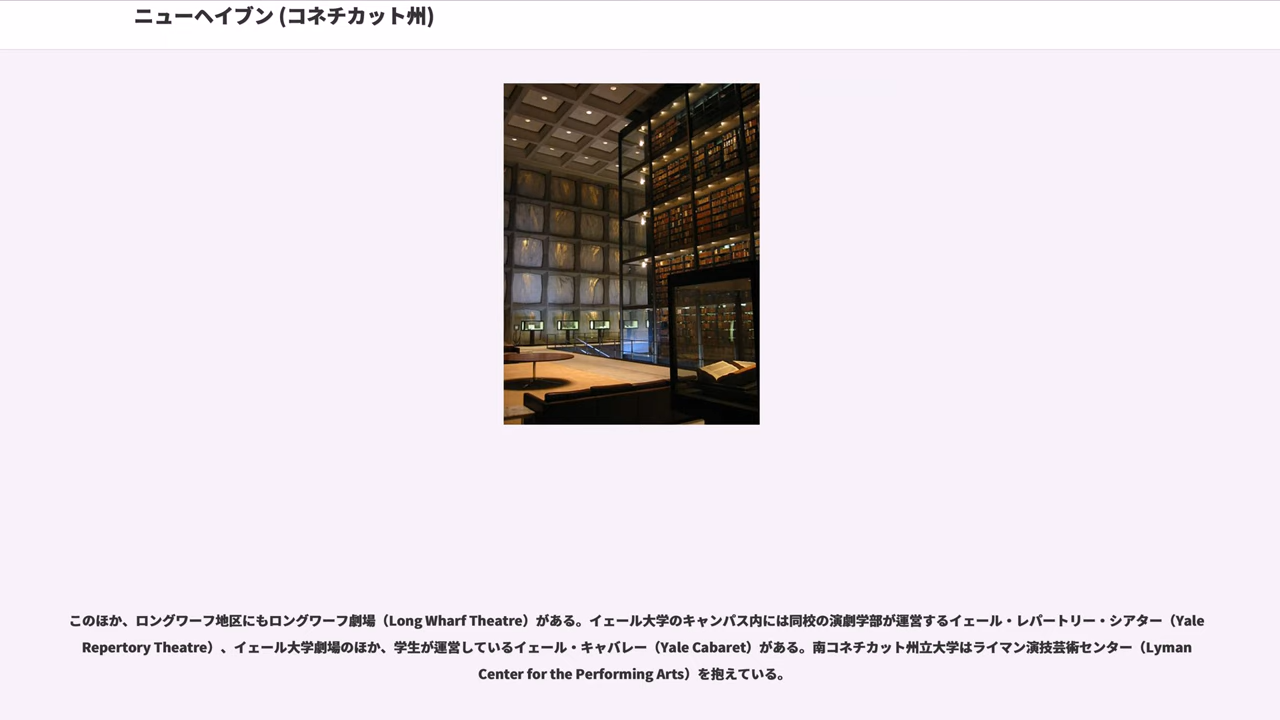 ニューヘイブン (コネチカット州)
このほか、ロングワーフ地区にもロングワーフ劇場（Long Wharf Theatre）がある。イェール大学のキャンパス内には同校の演劇学部が運営するイェール・レパートリー・シアター（Yale
Repertory Theatre）、イェール大学劇場のほか、学生が運営しているイェール・キャバレー（Yale Cabaret）がある。南コネチカット州立大学はライマン演技芸術センター（Lyman
Center for the Performing Arts）を抱えている。